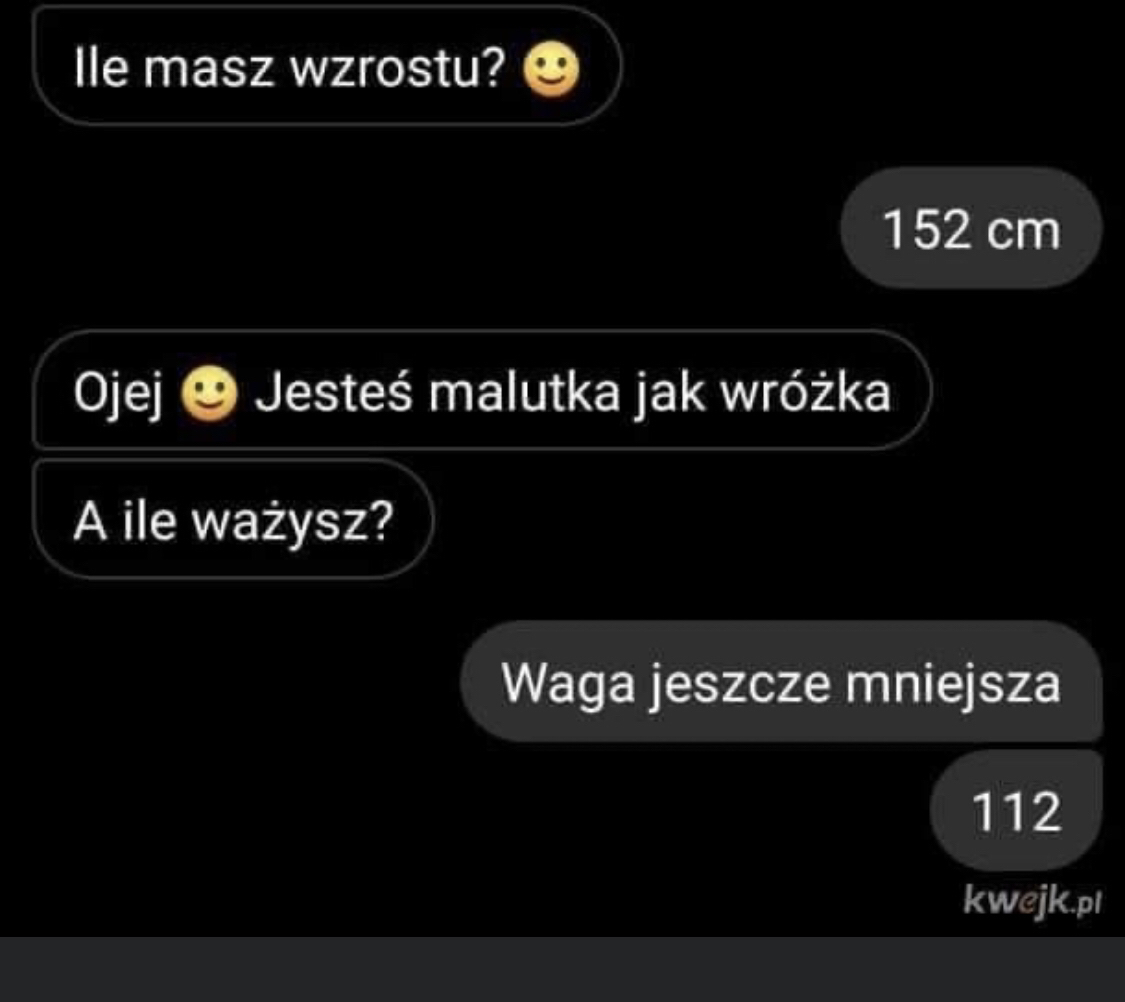 Ile masz wzrostu? 🙂
152 cm
Ojej 🙂 Jesteś malutka jak wróżka
A ile ważysz?
Waga jeszcze mniejsza
112
kwejk.pl